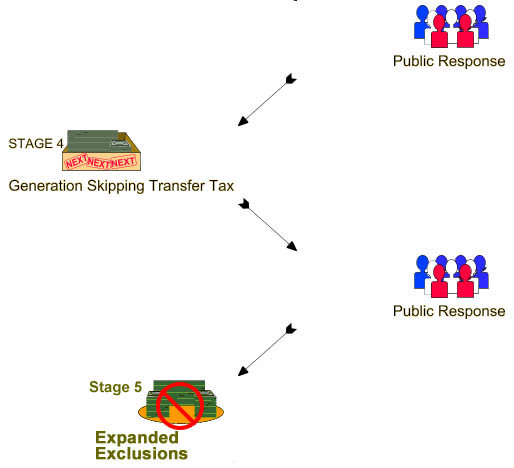 Public Response
STAGE 4
NEXT NEXT NEXT
Generation Skipping Transfer Tax
Public Response
Stage 5
Expanded
Exclusions